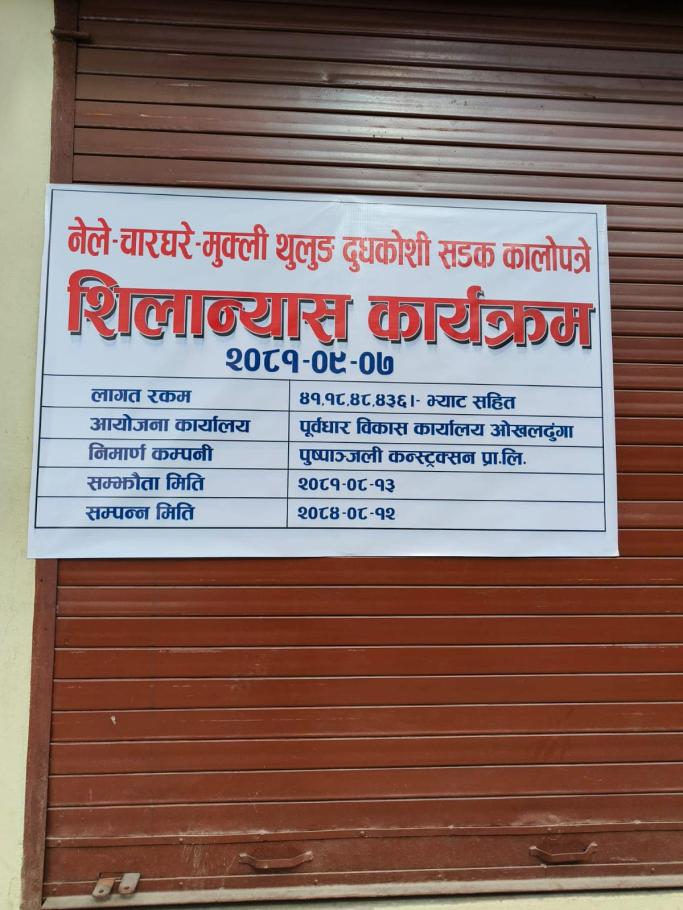 नेले-चारघरे-मुक्ली थुलुङ दुधकोशी सडक कालोपत्रे
शिलान्यास कार्यक्रम
२०८१-०९-०७
लागत रकम ४१,१८,४८,४३६।- भ्याट सहित
आयोजना कार्यालय पूर्वधार विकास कार्यालय ओखलढुंगा
निमार्ण कम्पनी पुष्पाञ्जली कन्स्ट्रक्सन प्रा.लि.
सम्झौता मिति २०८१-०८-१३
सम्पन्न मिति २०८४-०८-१२